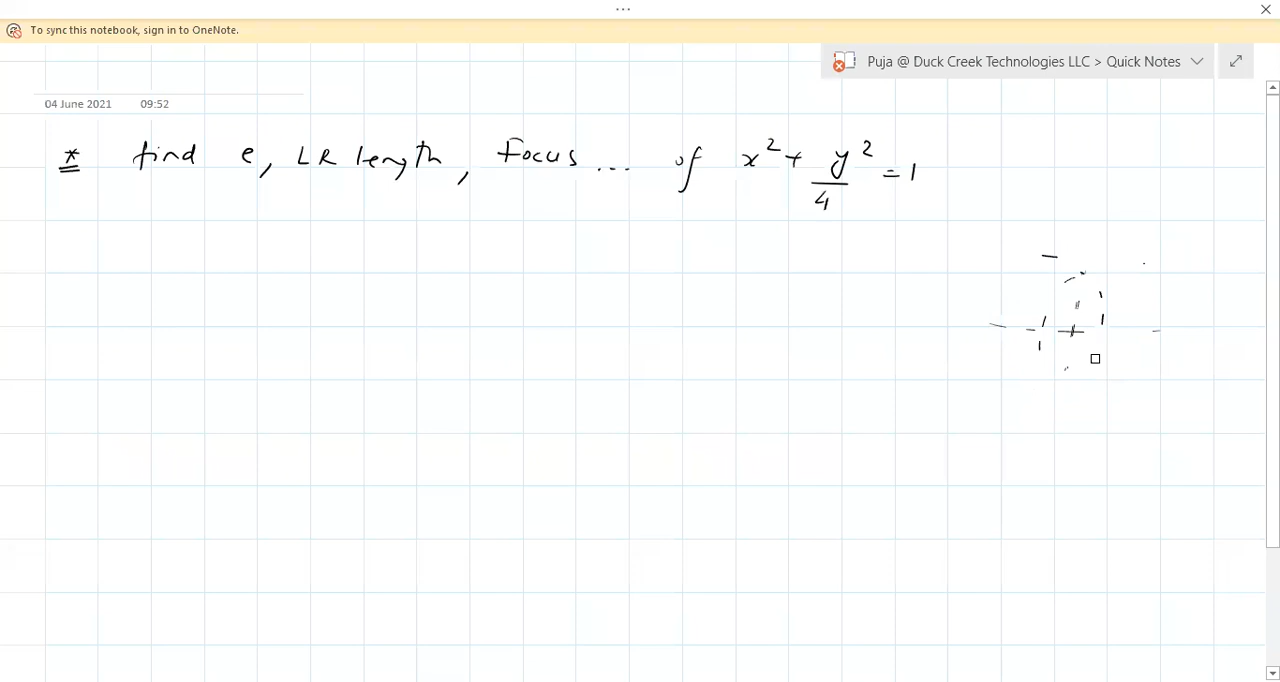 To sync this notebook, sign in to OneNote.
Puja @ Duck Creek Technologies LLC > Quick Notes
04 June 2021 09:52
* find e, LR length, focus ... of x² + y²/4 = 1